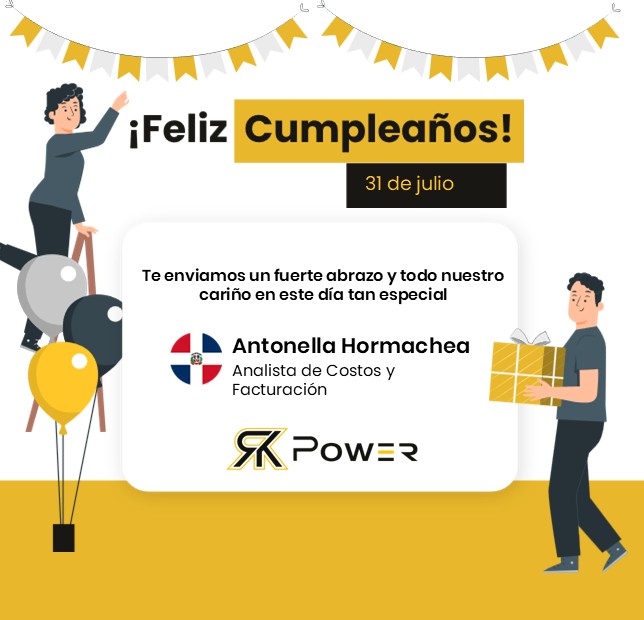 ¡Feliz Cumpleaños!
31 de julio
Te enviamos un fuerte abrazo y todo nuestro
cariño en este día tan especial
Antonella Hormachea
Analista de Costos y
Facturación
RK Power